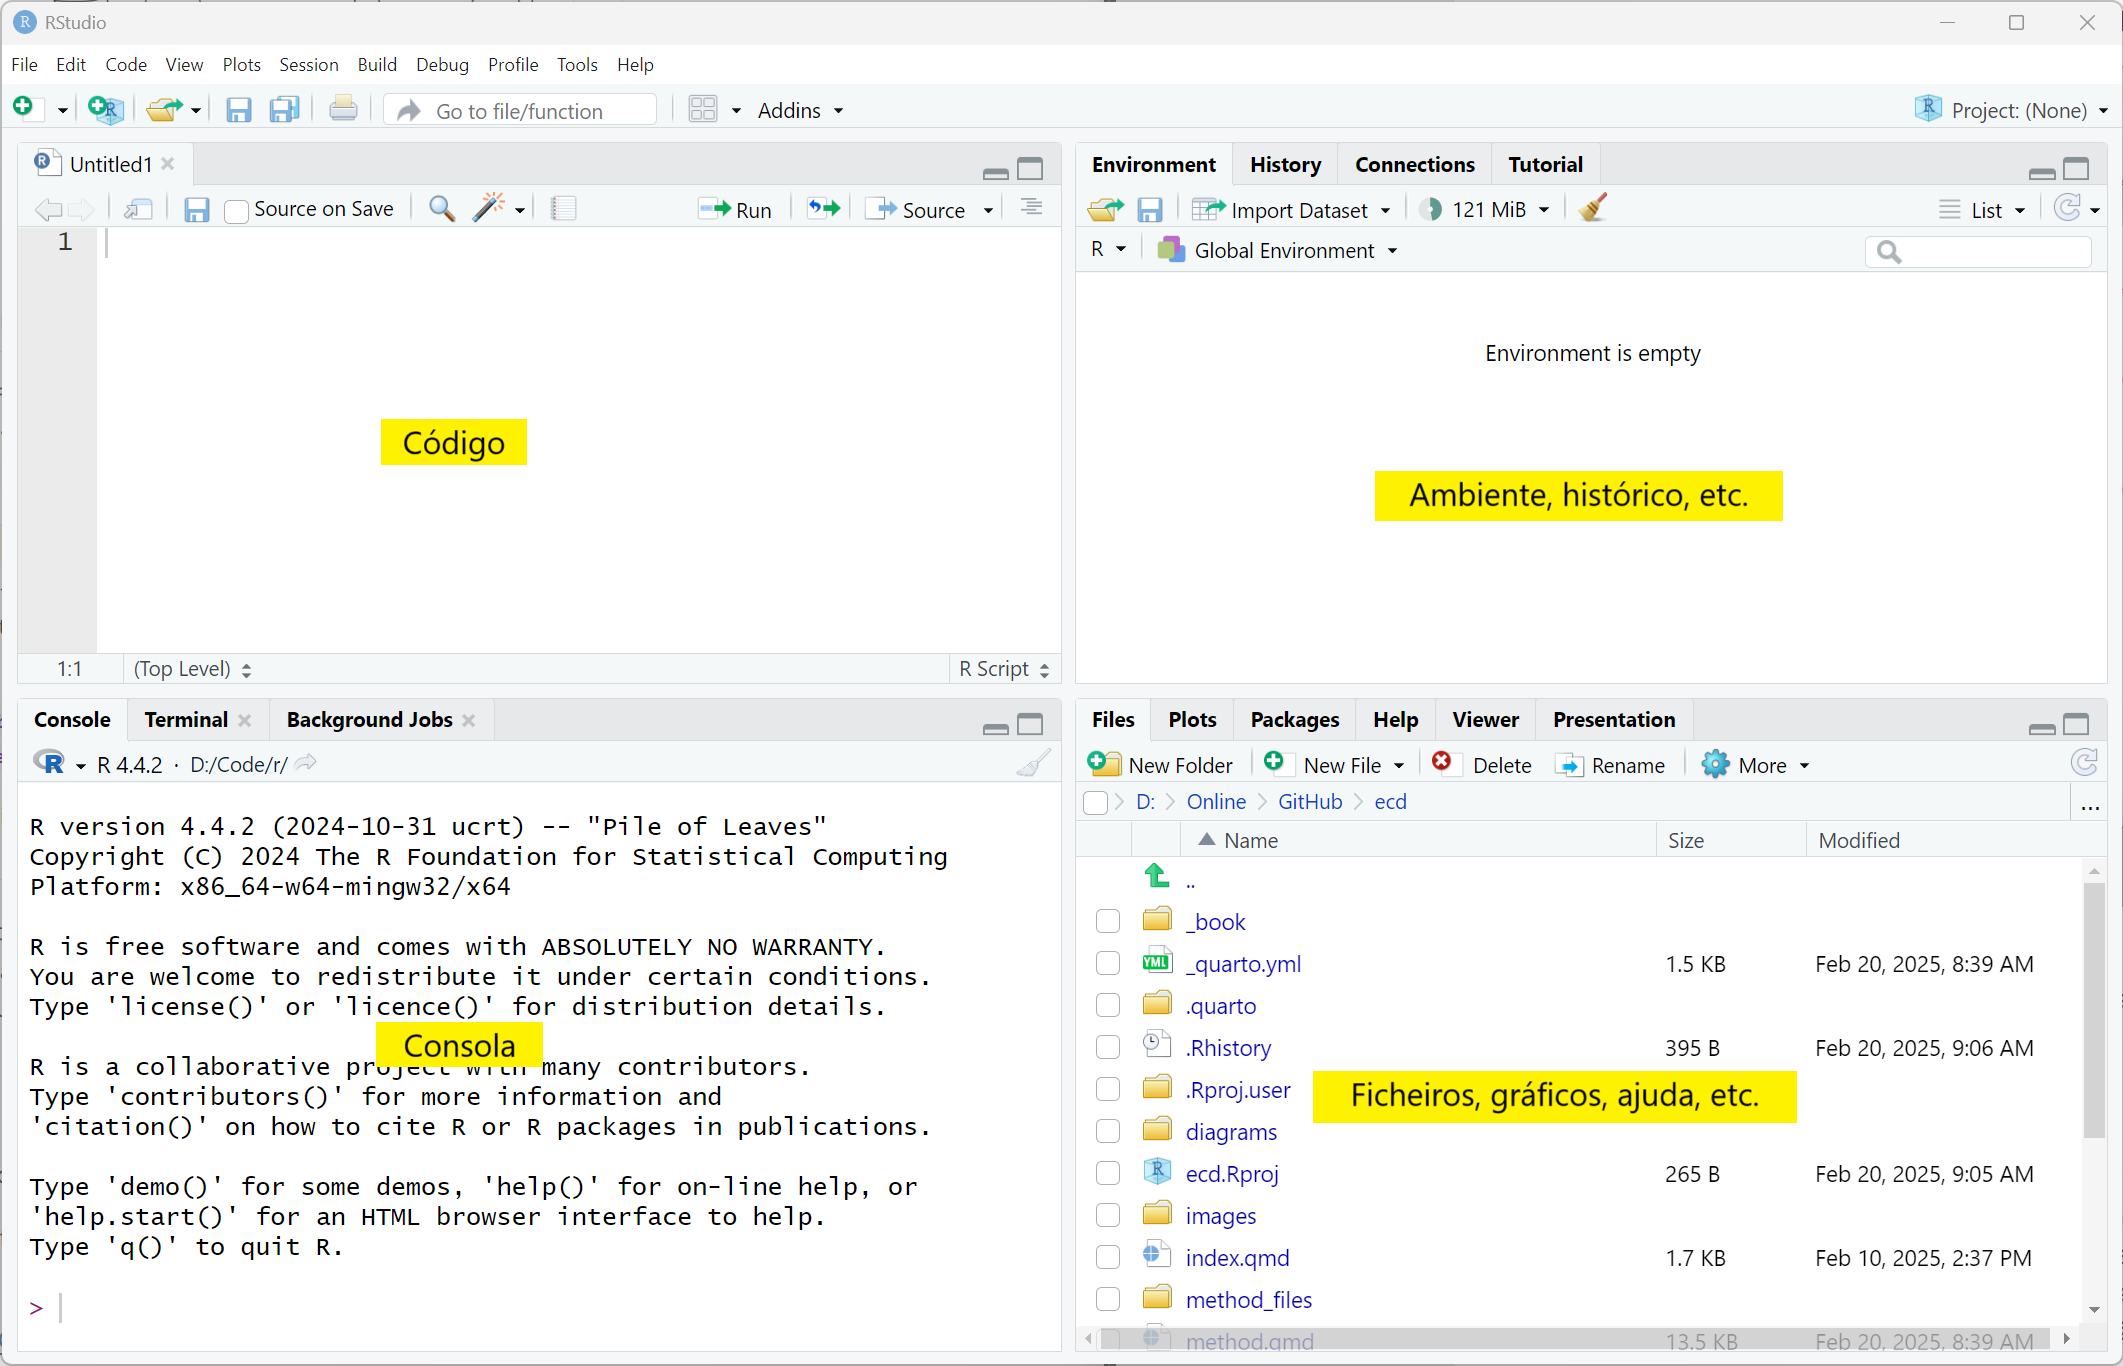 RStudio
File Edit Code View Plots Session Build Debug Profile Tools Help
Go to file/function Addins Project: (None)
Untitled1
Source on Save Run Source
1
Código
1:1 (Top Level) R Script
Environment History Connections Tutorial
Import Dataset 121 MiB List
R Global Environment
Environment is empty
Ambiente, histórico, etc.
Console Terminal Background Jobs
R 4.4.2 · D:/Code/r/
R version 4.4.2 (2024-10-31 ucrt) -- "Pile of Leaves"
Copyright (C) 2024 The R Foundation for Statistical Computing
Platform: x86_64-w64-mingw32/x64
R is free software and comes with ABSOLUTELY NO WARRANTY.
You are welcome to redistribute it under certain conditions.
Type 'license()' or 'licence()' for distribution details.
Consola
R is a collaborative project with many contributors.
Type 'contributors()' for more information and
'citation()' on how to cite R or R packages in publications.
Type 'demo()' for some demos, 'help()' for on-line help, or
'help.start()' for an HTML browser interface to help.
Type 'q()' to quit R.
>
Files Plots Packages Help Viewer Presentation
New Folder New File Delete Rename More
D: Online GitHub ecd ...
Name Size Modified
..
_book
_quarto.yml 1.5 KB Feb 20, 2025, 8:39 AM
.quarto
.Rhistory 395 B Feb 20, 2025, 9:06 AM
.Rproj.user
Ficheiros, gráficos, ajuda, etc.
diagrams
ecd.Rproj 265 B Feb 20, 2025, 9:05 AM
images
index.qmd 1.7 KB Feb 10, 2025, 2:37 PM
method_files
method.qmd 13.5 KB Feb 20, 2025, 8:39 AM